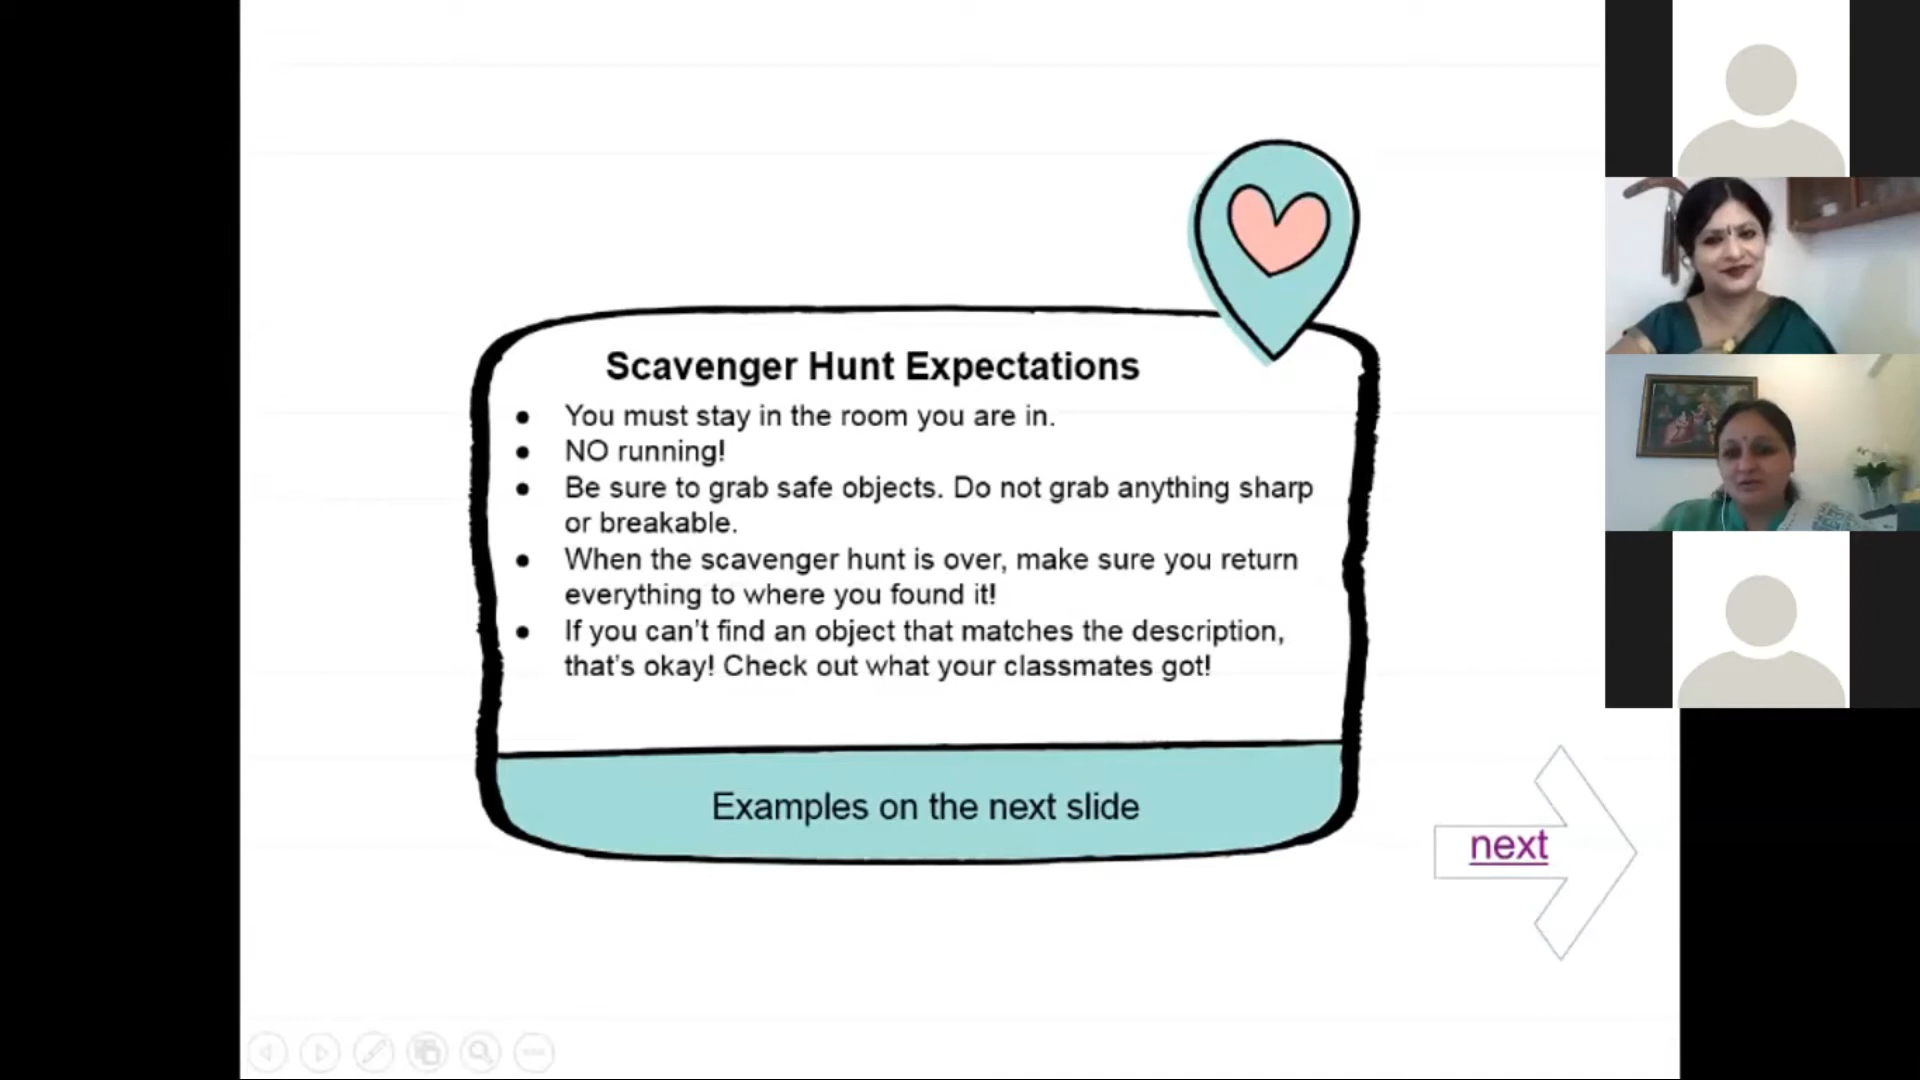 Scavenger Hunt Expectations
● You must stay in the room you are in.
● NO running!
● Be sure to grab safe objects. Do not grab anything sharp
or breakable.
● When the scavenger hunt is over, make sure you return
everything to where you found it!
● If you can’t find an object that matches the description,
that’s okay! Check out what your classmates got!
Examples on the next slide
next